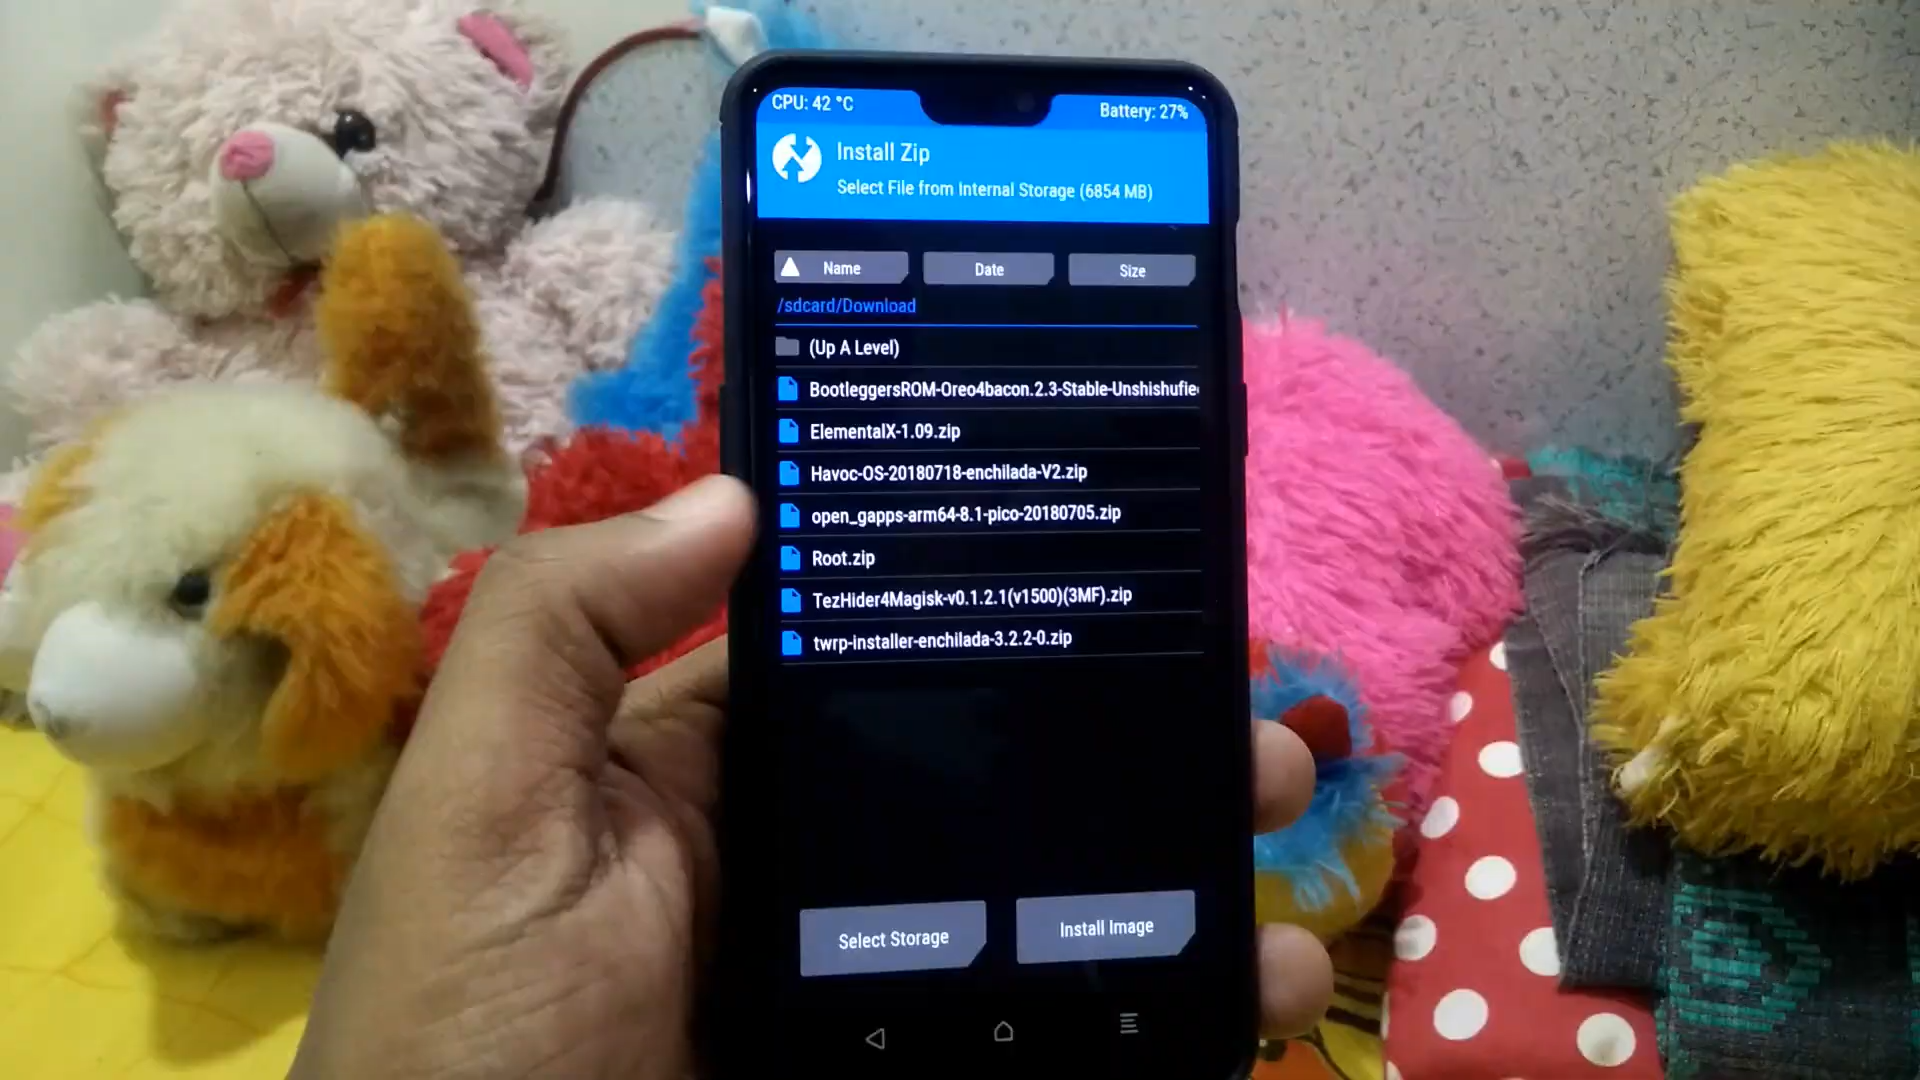 CPU: 42 °C
Battery: 27%
Install Zip
Select File from Internal Storage (6854 MB)
Name
Date
Size
/sdcard/Download
(Up A Level)
BootleggersROM-Oreo4bacon.2.3-Stable-Unshishufie
ElementalX-1.09.zip
Havoc-OS-20180718-enchilada-V2.zip
open_gapps-arm64-8.1-pico-20180705.zip
Root.zip
TezHider4Magisk-v0.1.2.1(v1500)(3MF).zip
twrp-installer-enchilada-3.2.2-0.zip
Select Storage
Install Image